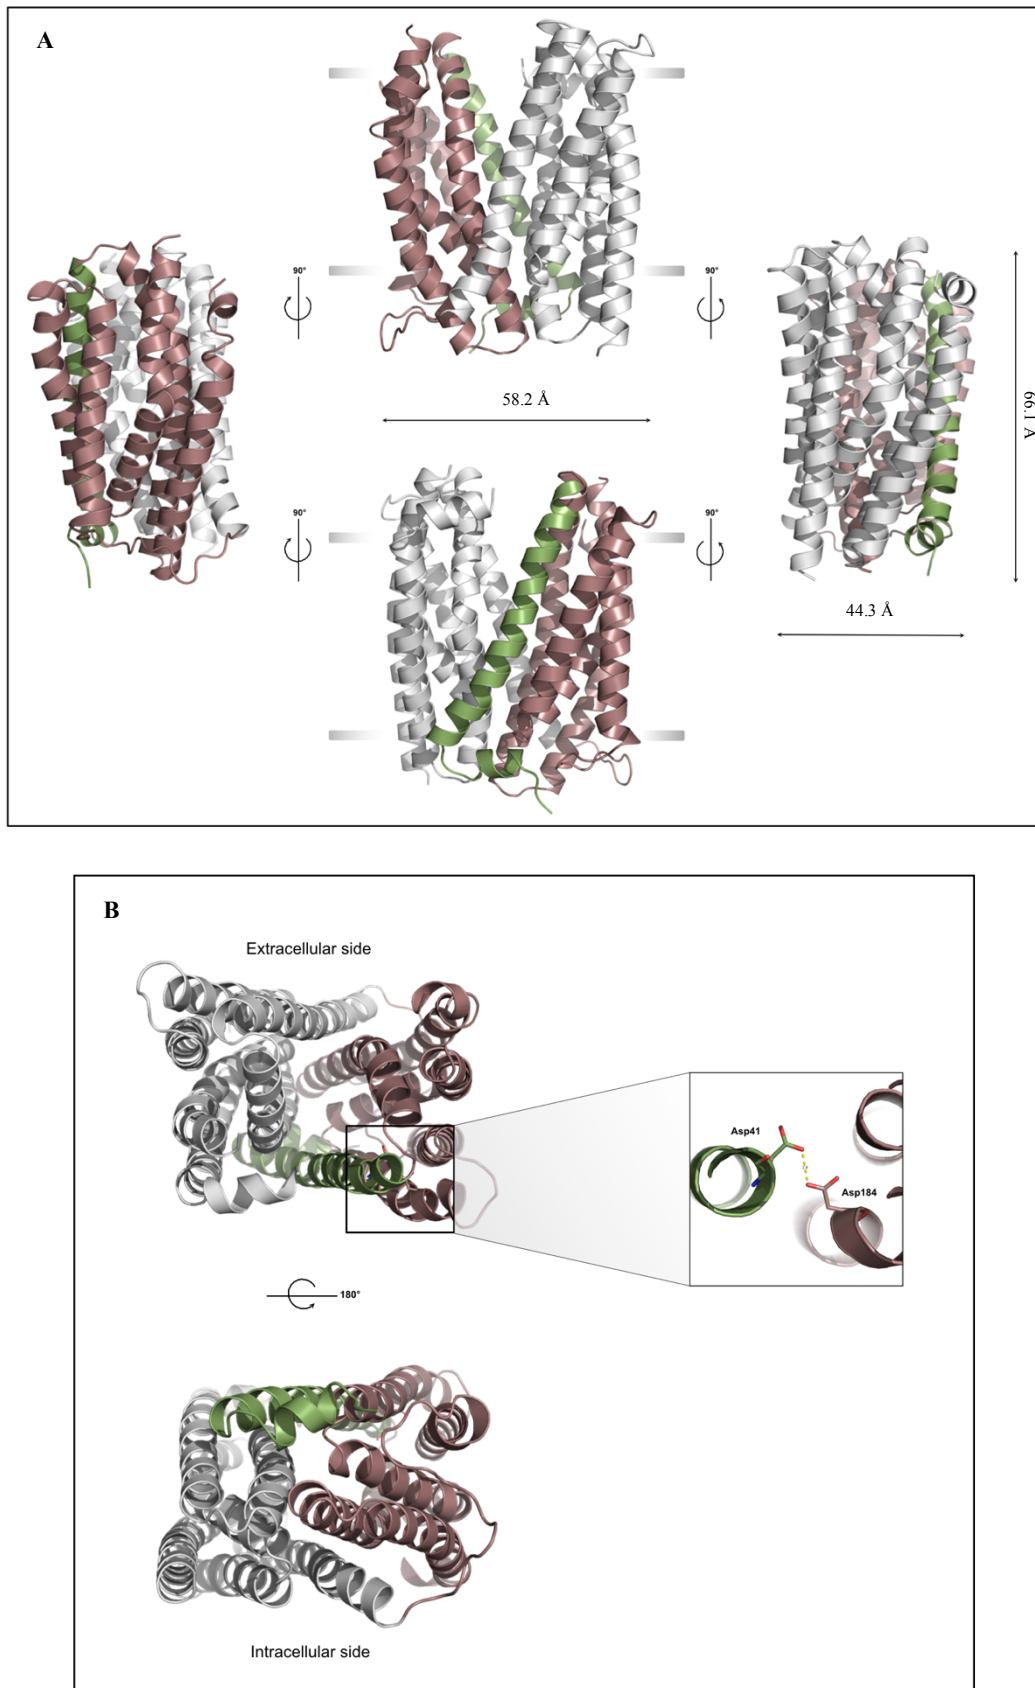 A
90°
90°
58.2 Å
66.1 Å
90°
90°
44.3 Å
B
Extracellular side
Asp41
Asp184
180°
Intracellular side